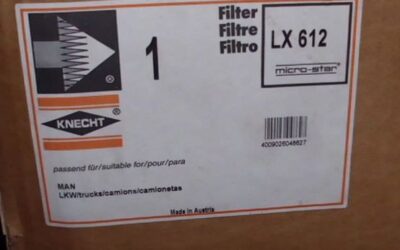 Filter
Filtre
Filtro
LX 612
micro-star®
®
1
KNECHT
4009026048627
passend für/suitable for/pour/para
MAN
LKW/trucks/camions/camionetas
Made in Austria